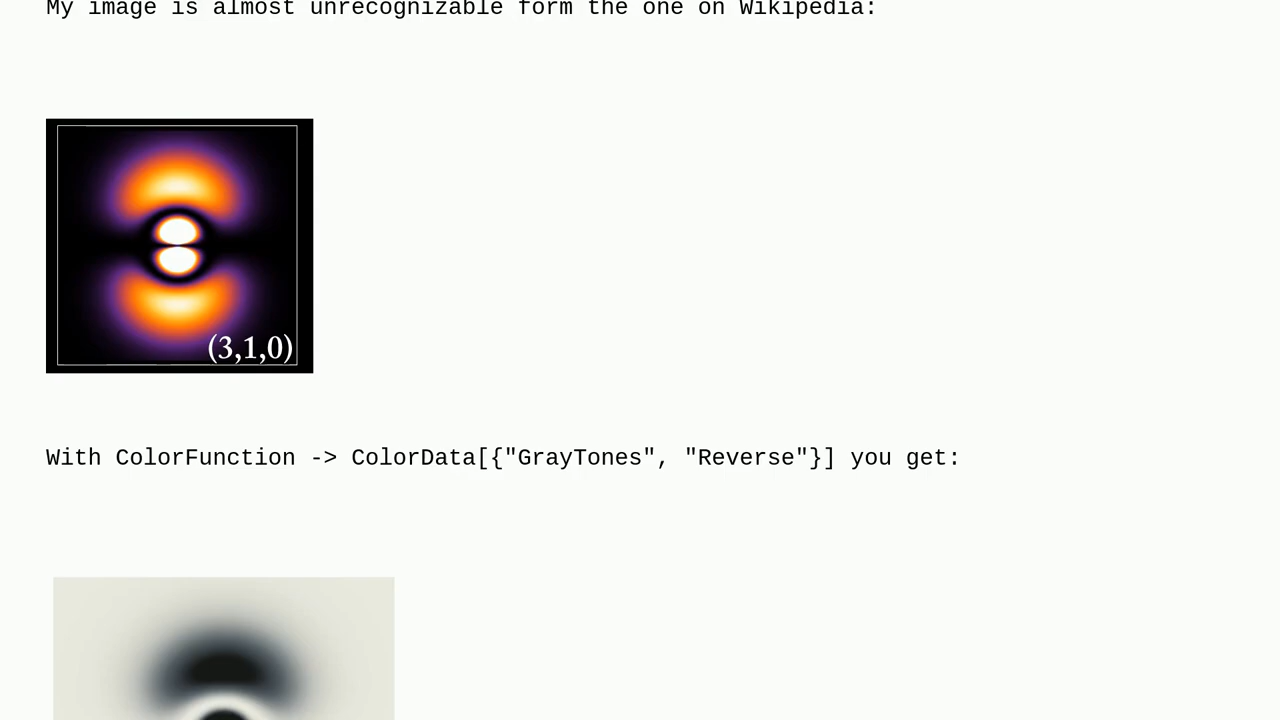 My image is almost unrecognizable form the one on Wikipedia:
(3,1,0)
With ColorFunction -> ColorData[{"GrayTones", "Reverse"}] you get: